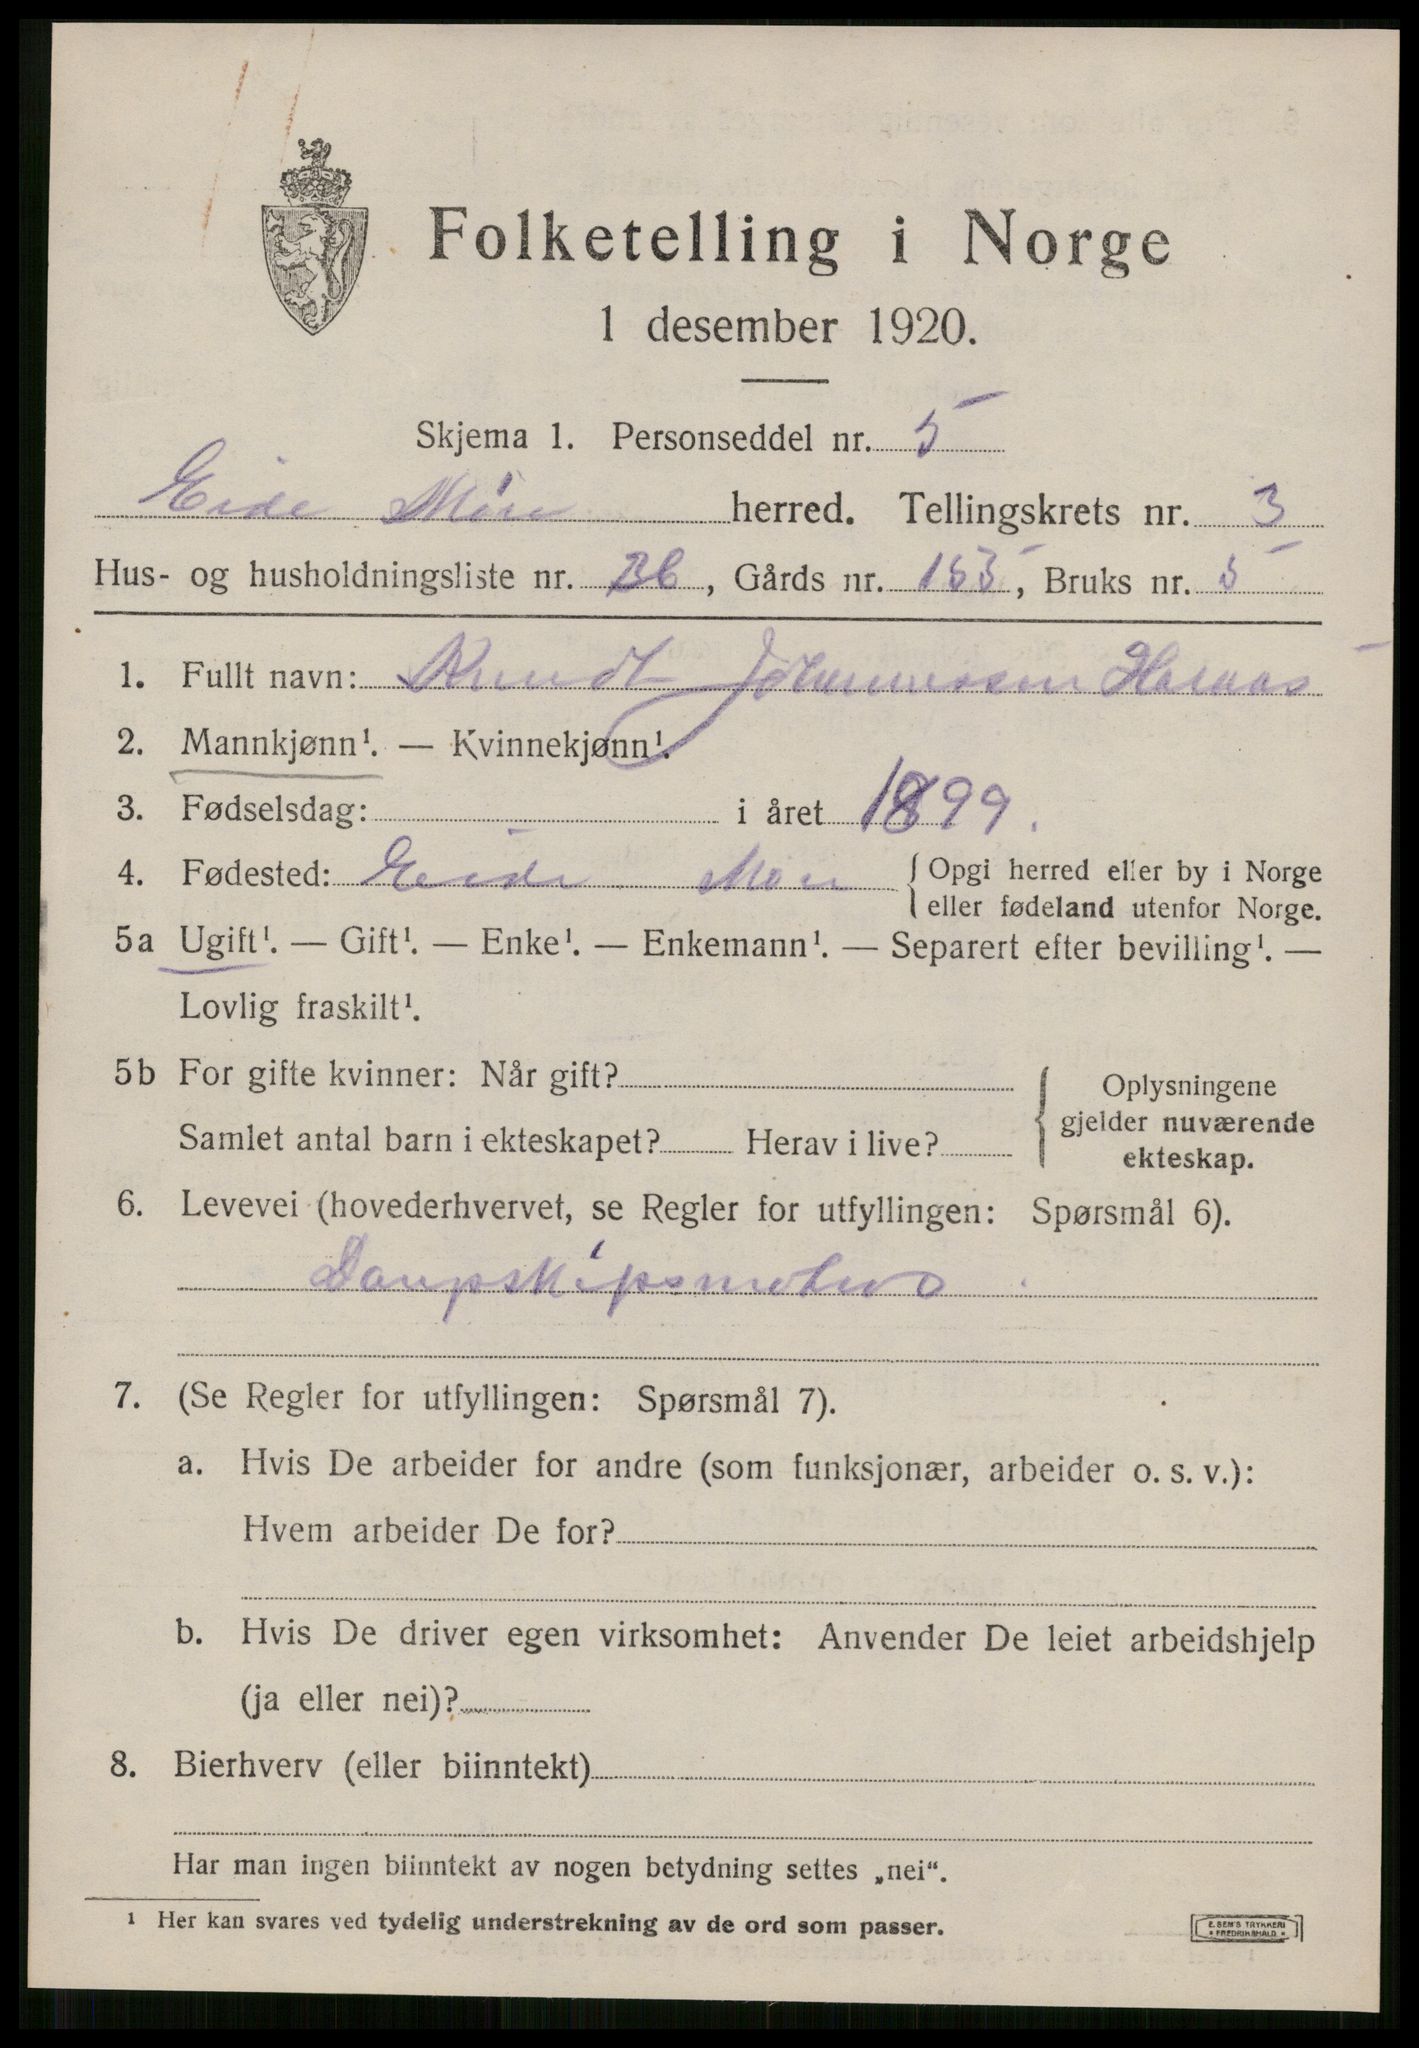 Folketelling i Norge
1 desember 1920.
Skjema 1. Personseddel nr. 5
Eide Møre herred. Tellingskrets nr. 3
Hus- og husholdningsliste nr. 36, Gårds nr. 155, Bruks nr. 5
1. Fullt navn: Knudt Johannessen Haraas
2. Mannkjønn¹. — Kvinnekjønn¹.
3. Fødselsdag: i året 1899.
4. Fødested: Eide Møre { Opgi herred eller by i Norge
eller fødeland utenfor Norge.
5a Ugift¹. — Gift¹. — Enke¹. — Enkemann¹. — Separert efter bevilling¹. —
Lovlig fraskilt¹.
5b For gifte kvinner: Når gift?
Samlet antal barn i ekteskapet? Herav i live?
{ Oplysningene
gjelder nuværende
ekteskap.
6. Levevei (hovederhvervet, se Regler for utfyllingen: Spørsmål 6).
7. (Se Regler for utfyllingen: Spørsmål 7).
a. Hvis De arbeider for andre (som funksjonær, arbeider o. s. v.):
Hvem arbeider De for?
b. Hvis De driver egen virksomhet: Anvender De leiet arbeidshjelp
(ja eller nei)?
8. Bierhverv (eller biinntekt)
Har man ingen biinntekt av nogen betydning settes „nei“.
¹ Her kan svares ved tydelig understrekning av de ord som passer.
E. SEM'S TRYKKERI
* FREDRIKSHALD. *